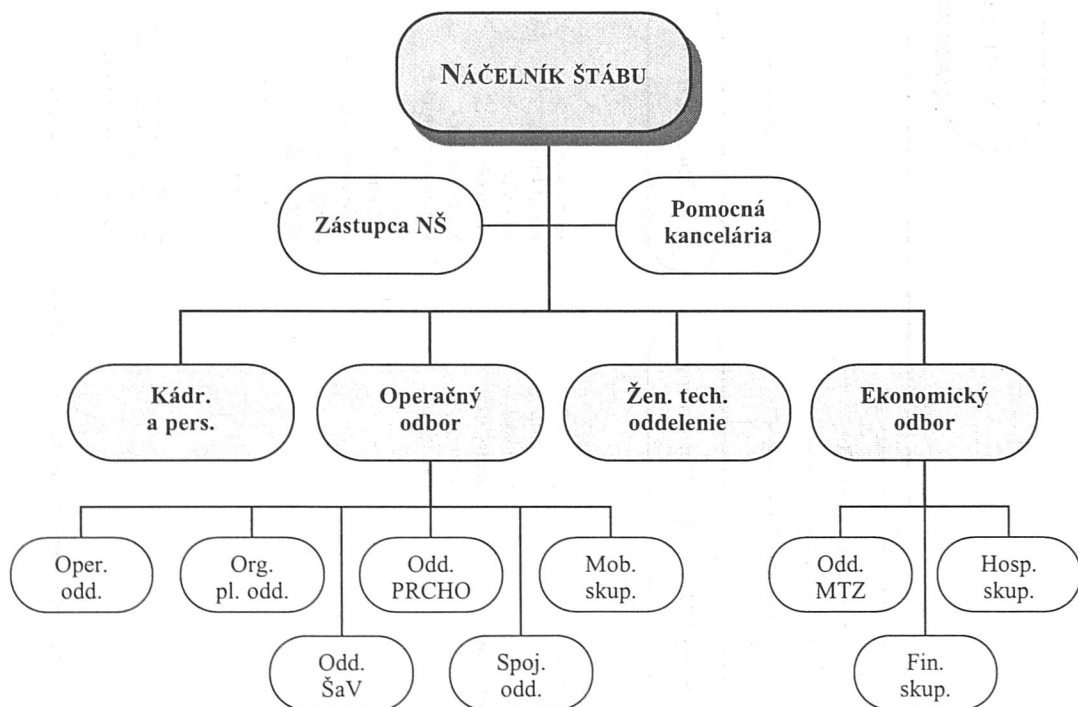 NÁČELNÍK ŠTÁBU
Zástupca NŠ
Pomocná
kancelária
Kádr.
a pers.
Operačný
odbor
Žen. tech.
oddelenie
Ekonomický
odbor
Oper.
odd.
Org.
pl. odd.
Odd.
PRCHO
Mob.
skup.
Odd.
MTZ
Hosp.
skup.
Odd.
ŠaV
Spoj.
odd.
Fin.
skup.